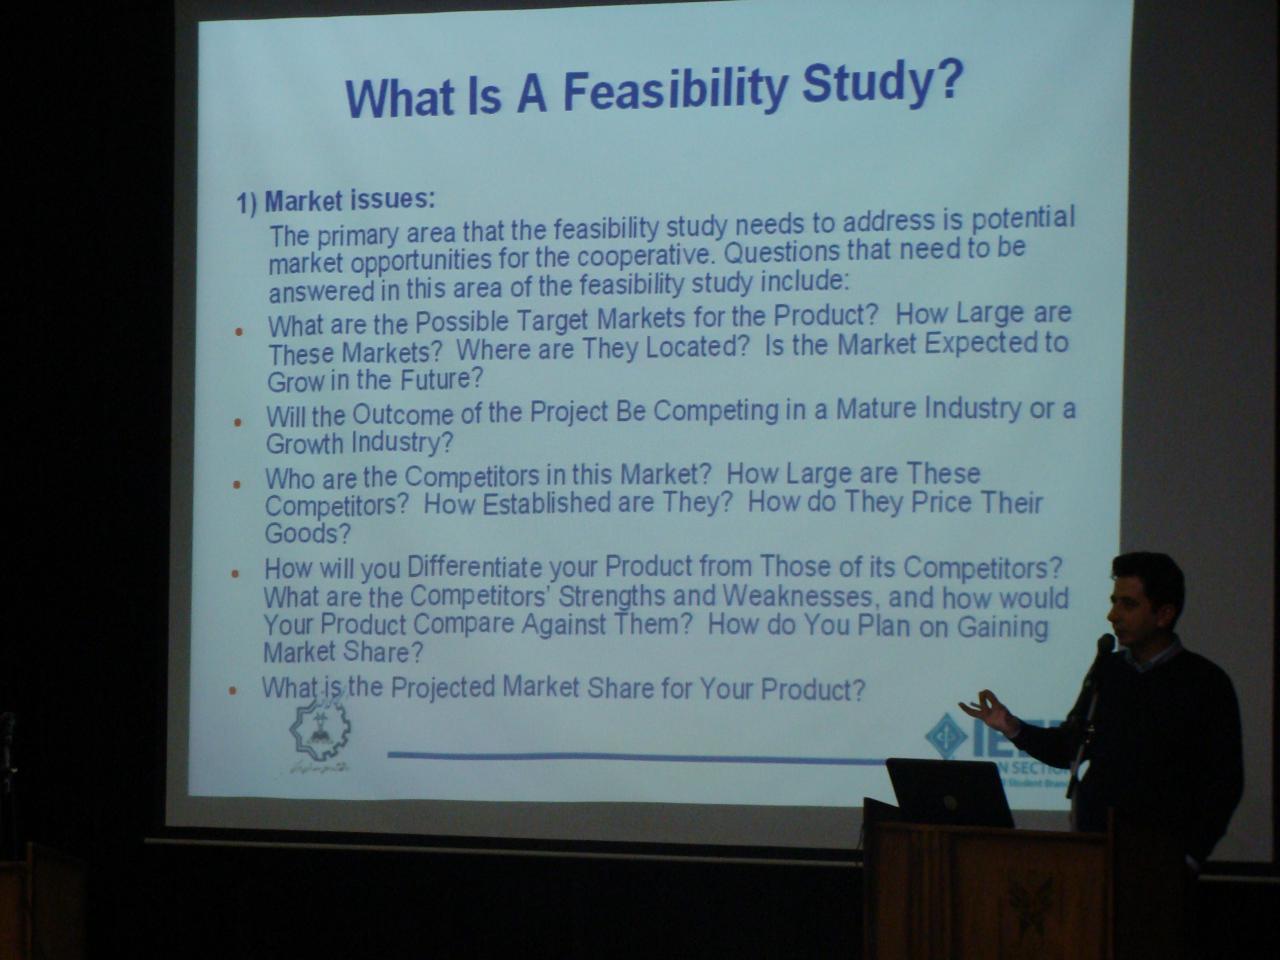 What Is A Feasibility Study?
1) Market issues:
The primary area that the feasibility study needs to address is potential
market opportunities for the cooperative. Questions that need to be
answered in this area of the feasibility study include:
What are the Possible Target Markets for the Product? How Large are
These Markets? Where are They Located? Is the Market Expected to
Grow in the Future?
Will the Outcome of the Project Be Competing in a Mature Industry or a
Growth Industry?
Who are the Competitors in this Market? How Large are These
Competitors? How Established are They? How do They Price Their
Goods?
How will you Differentiate your Product from Those of its Competitors?
What are the Competitors' Strengths and Weaknesses, and how would
Your Product Compare Against Them? How do You Plan on Gaining
Market Share?
What is the Projected Market Share for Your Product?
Student